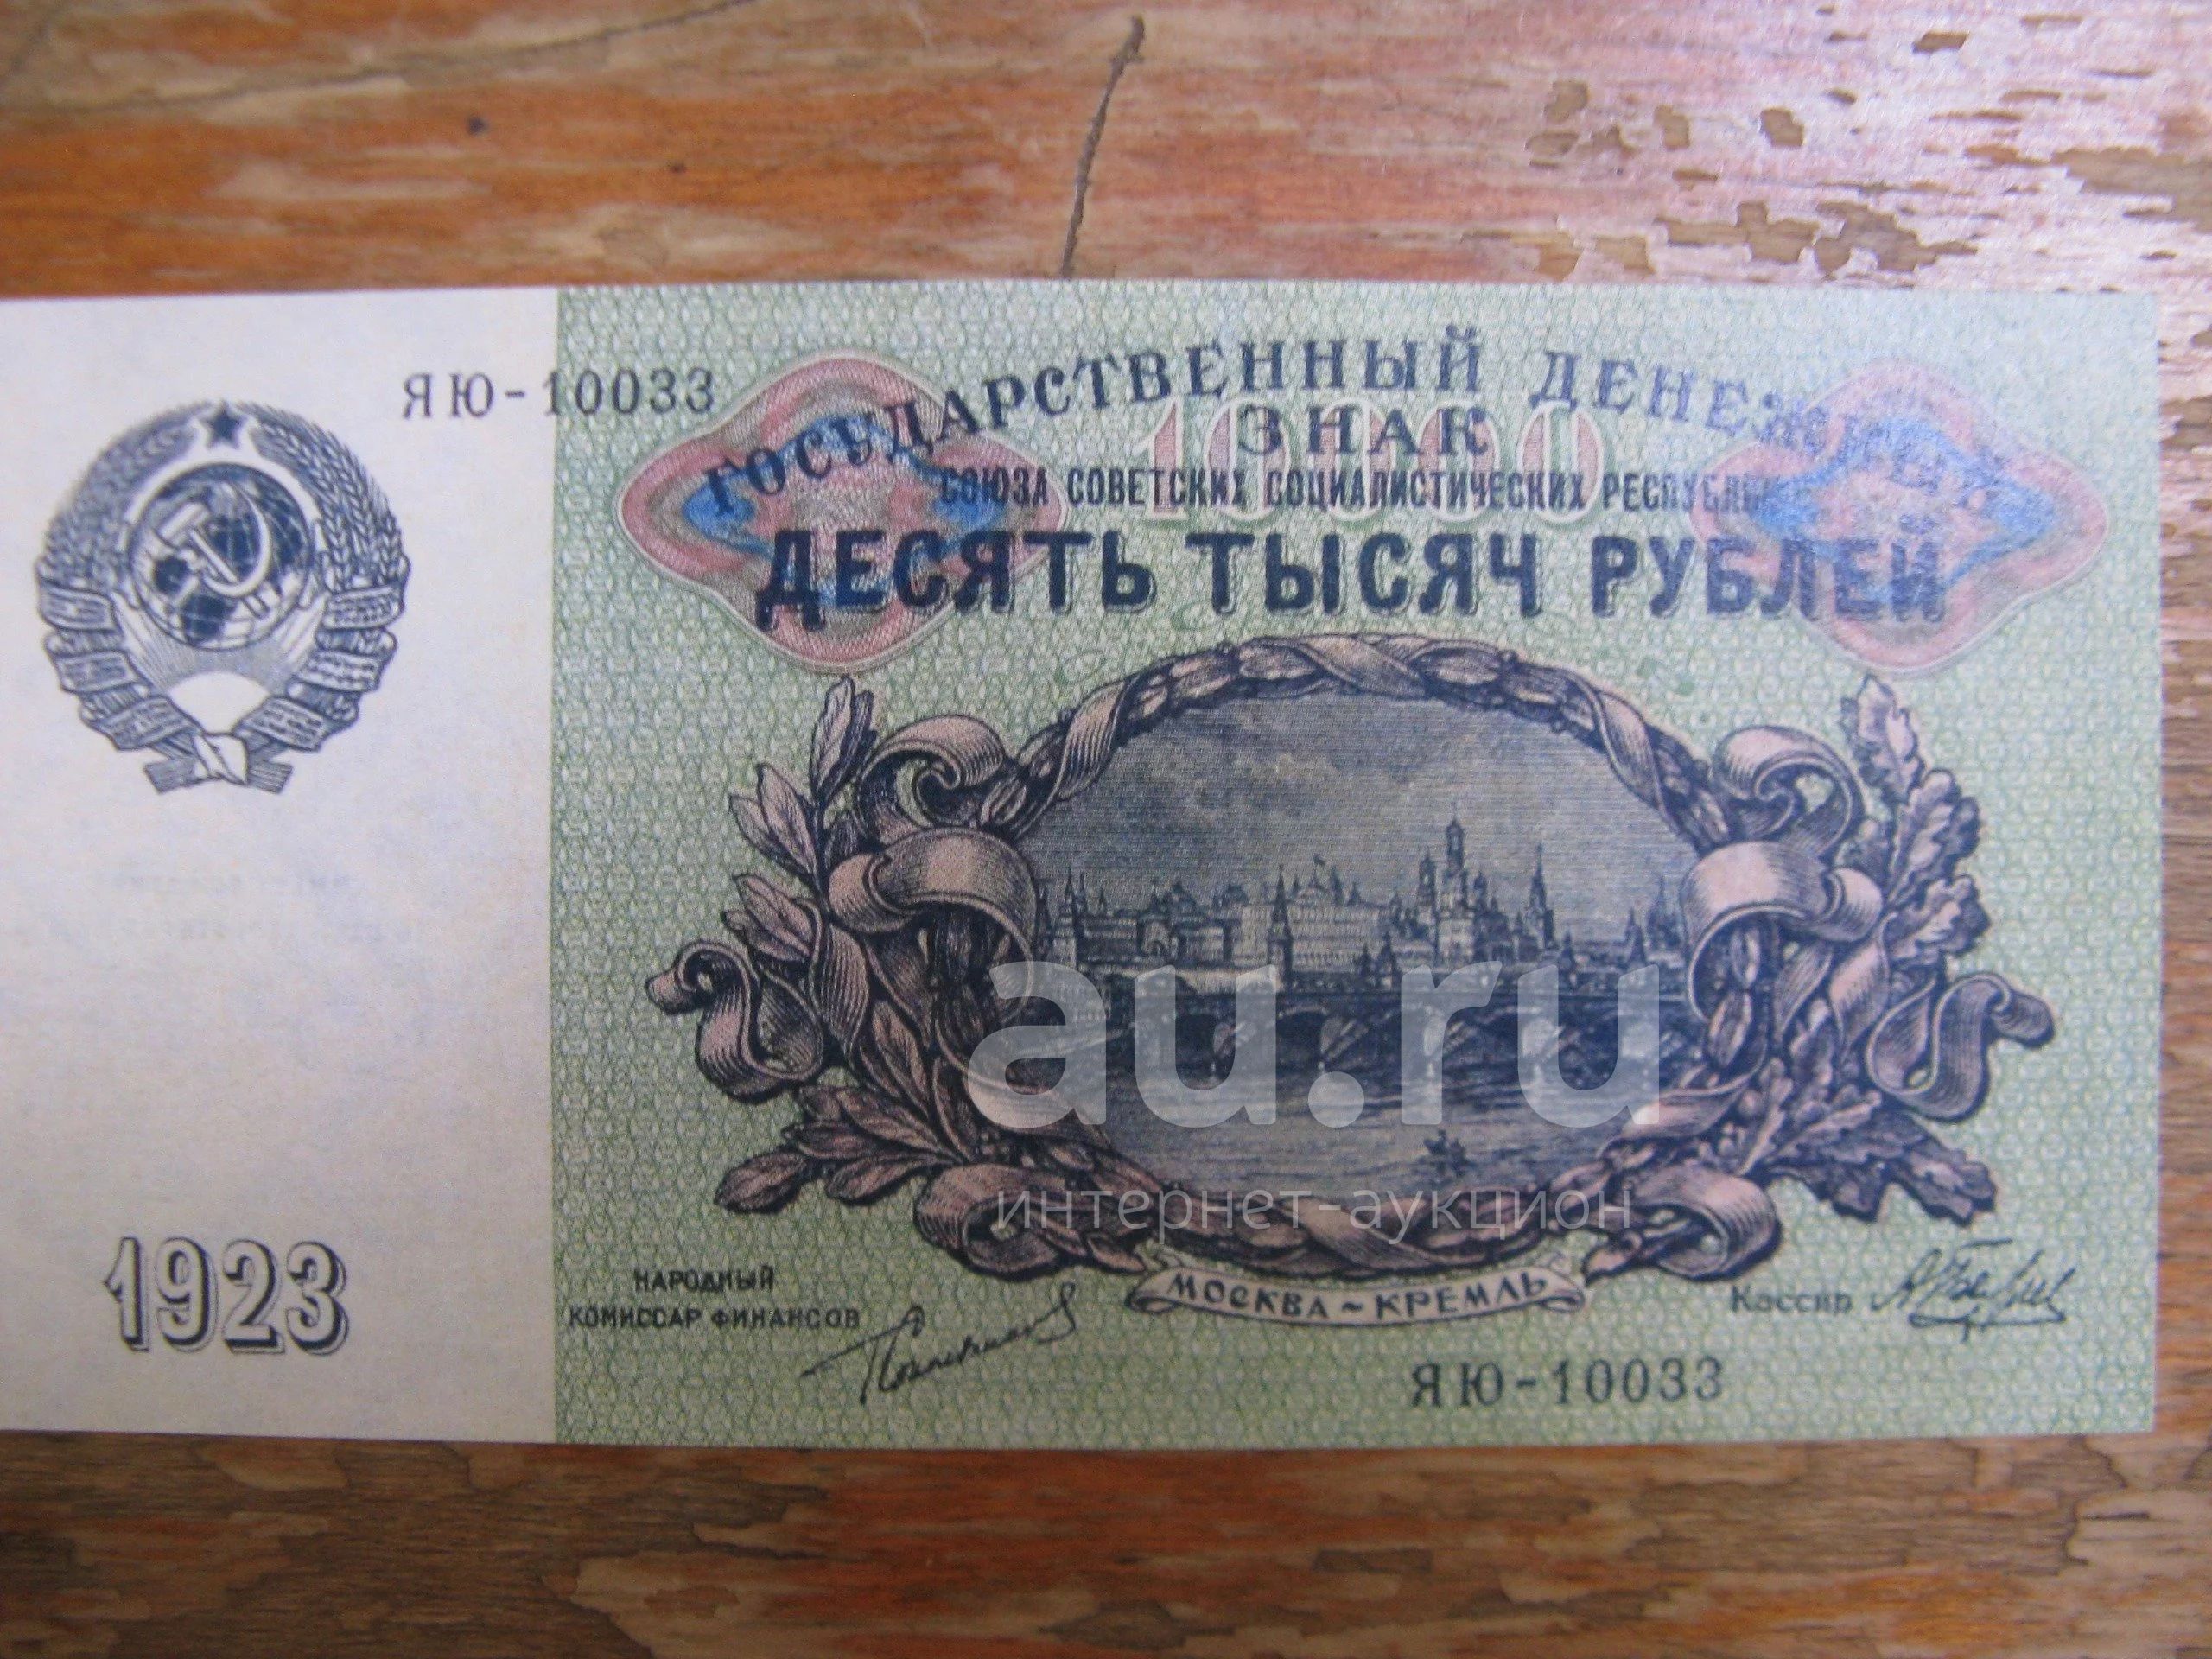 ЯЮ-10033
ГОСУДАРСТВЕННЫЙ ДЕНЕЖНЫЙ
10000
ЗНАК
СОЮЗА СОВЕТСКИХ СОЦИАЛИСТИЧЕСКИХ РЕСПУБЛИК
ДЕСЯТЬ ТЫСЯЧ РУБЛЕЙ
au.ru
интернет-аукцион
МОСКВА~КРЕМЛЬ
1923
НАРОДНЫЙ
КОМИССАР ФИНАНСОВ
Кассир
ЯЮ-10033